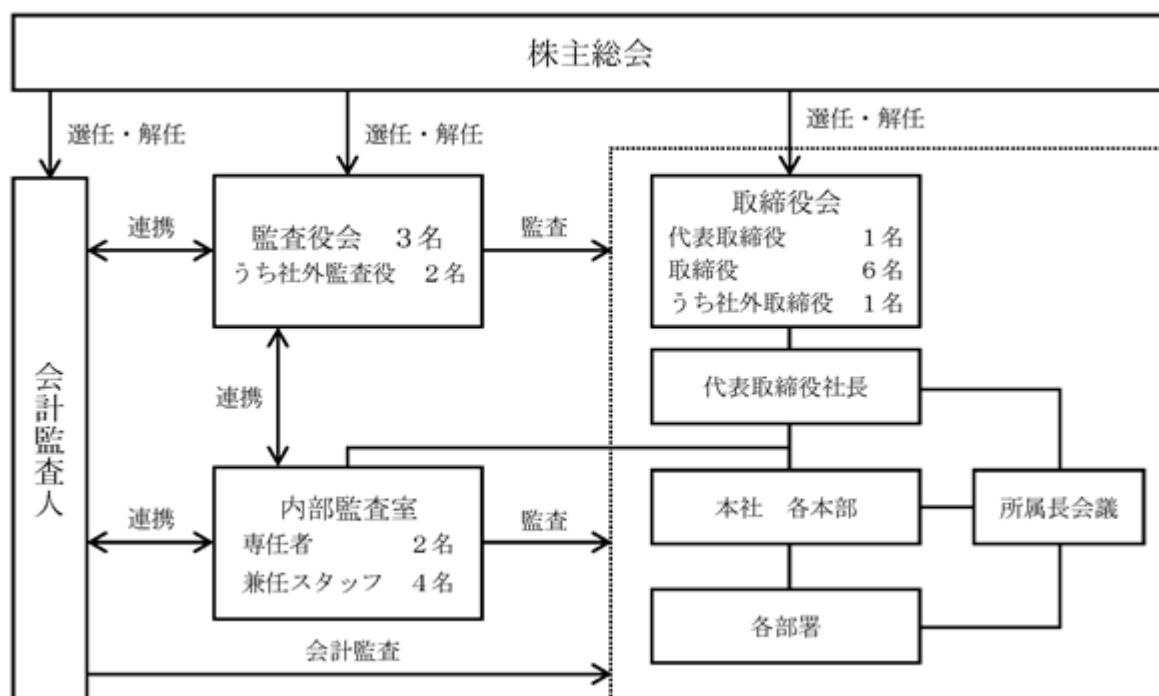 株主総会
選任・解任
選任・解任
選任・解任
会計監査人
連携
監査役会　３名
うち社外監査役　２名
監査
取締役会
代表取締役　１名
取締役　６名
うち社外取締役　１名
連携
代表取締役社長
連携
内部監査室
専任者　２名
兼任スタッフ　４名
監査
本社　各本部
所属長会議
各部署
会計監査